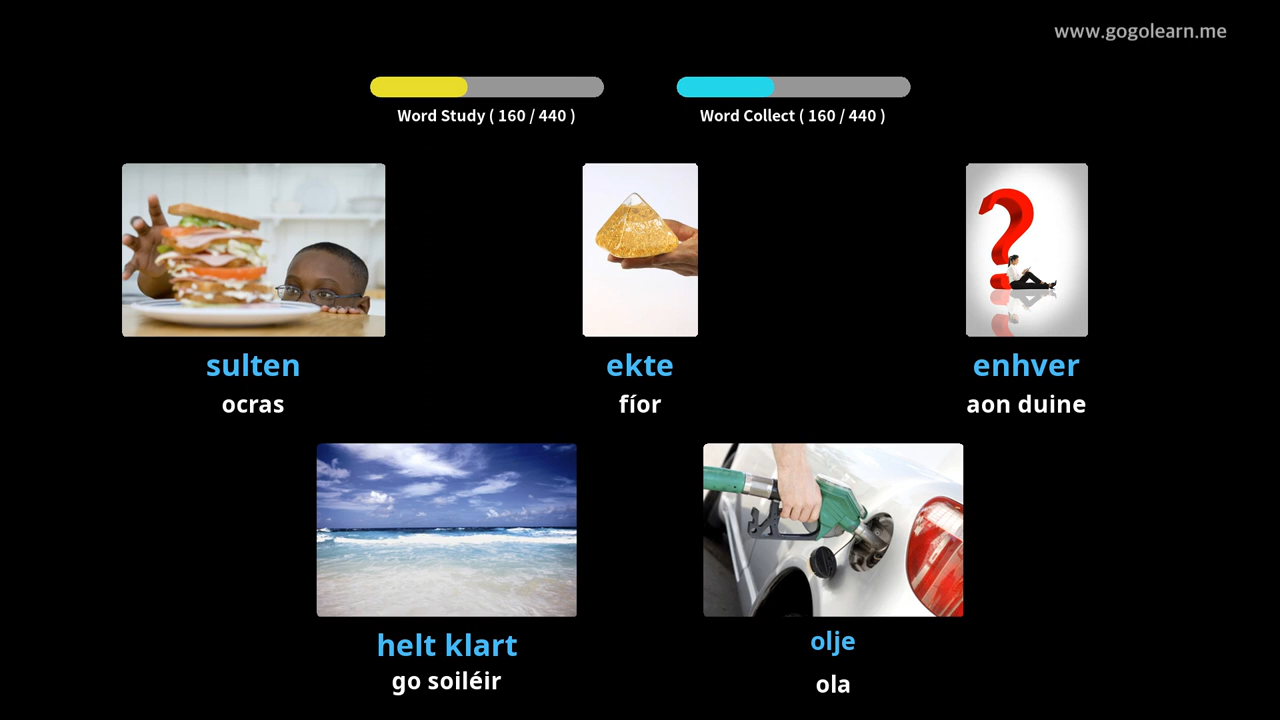 www.gogolearn.me
Word Study ( 160 / 440 )
Word Collect ( 160 / 440 )
sulten
ocras
ekte
fíor
enhver
aon duine
helt klart
go soiléir
olje
ola